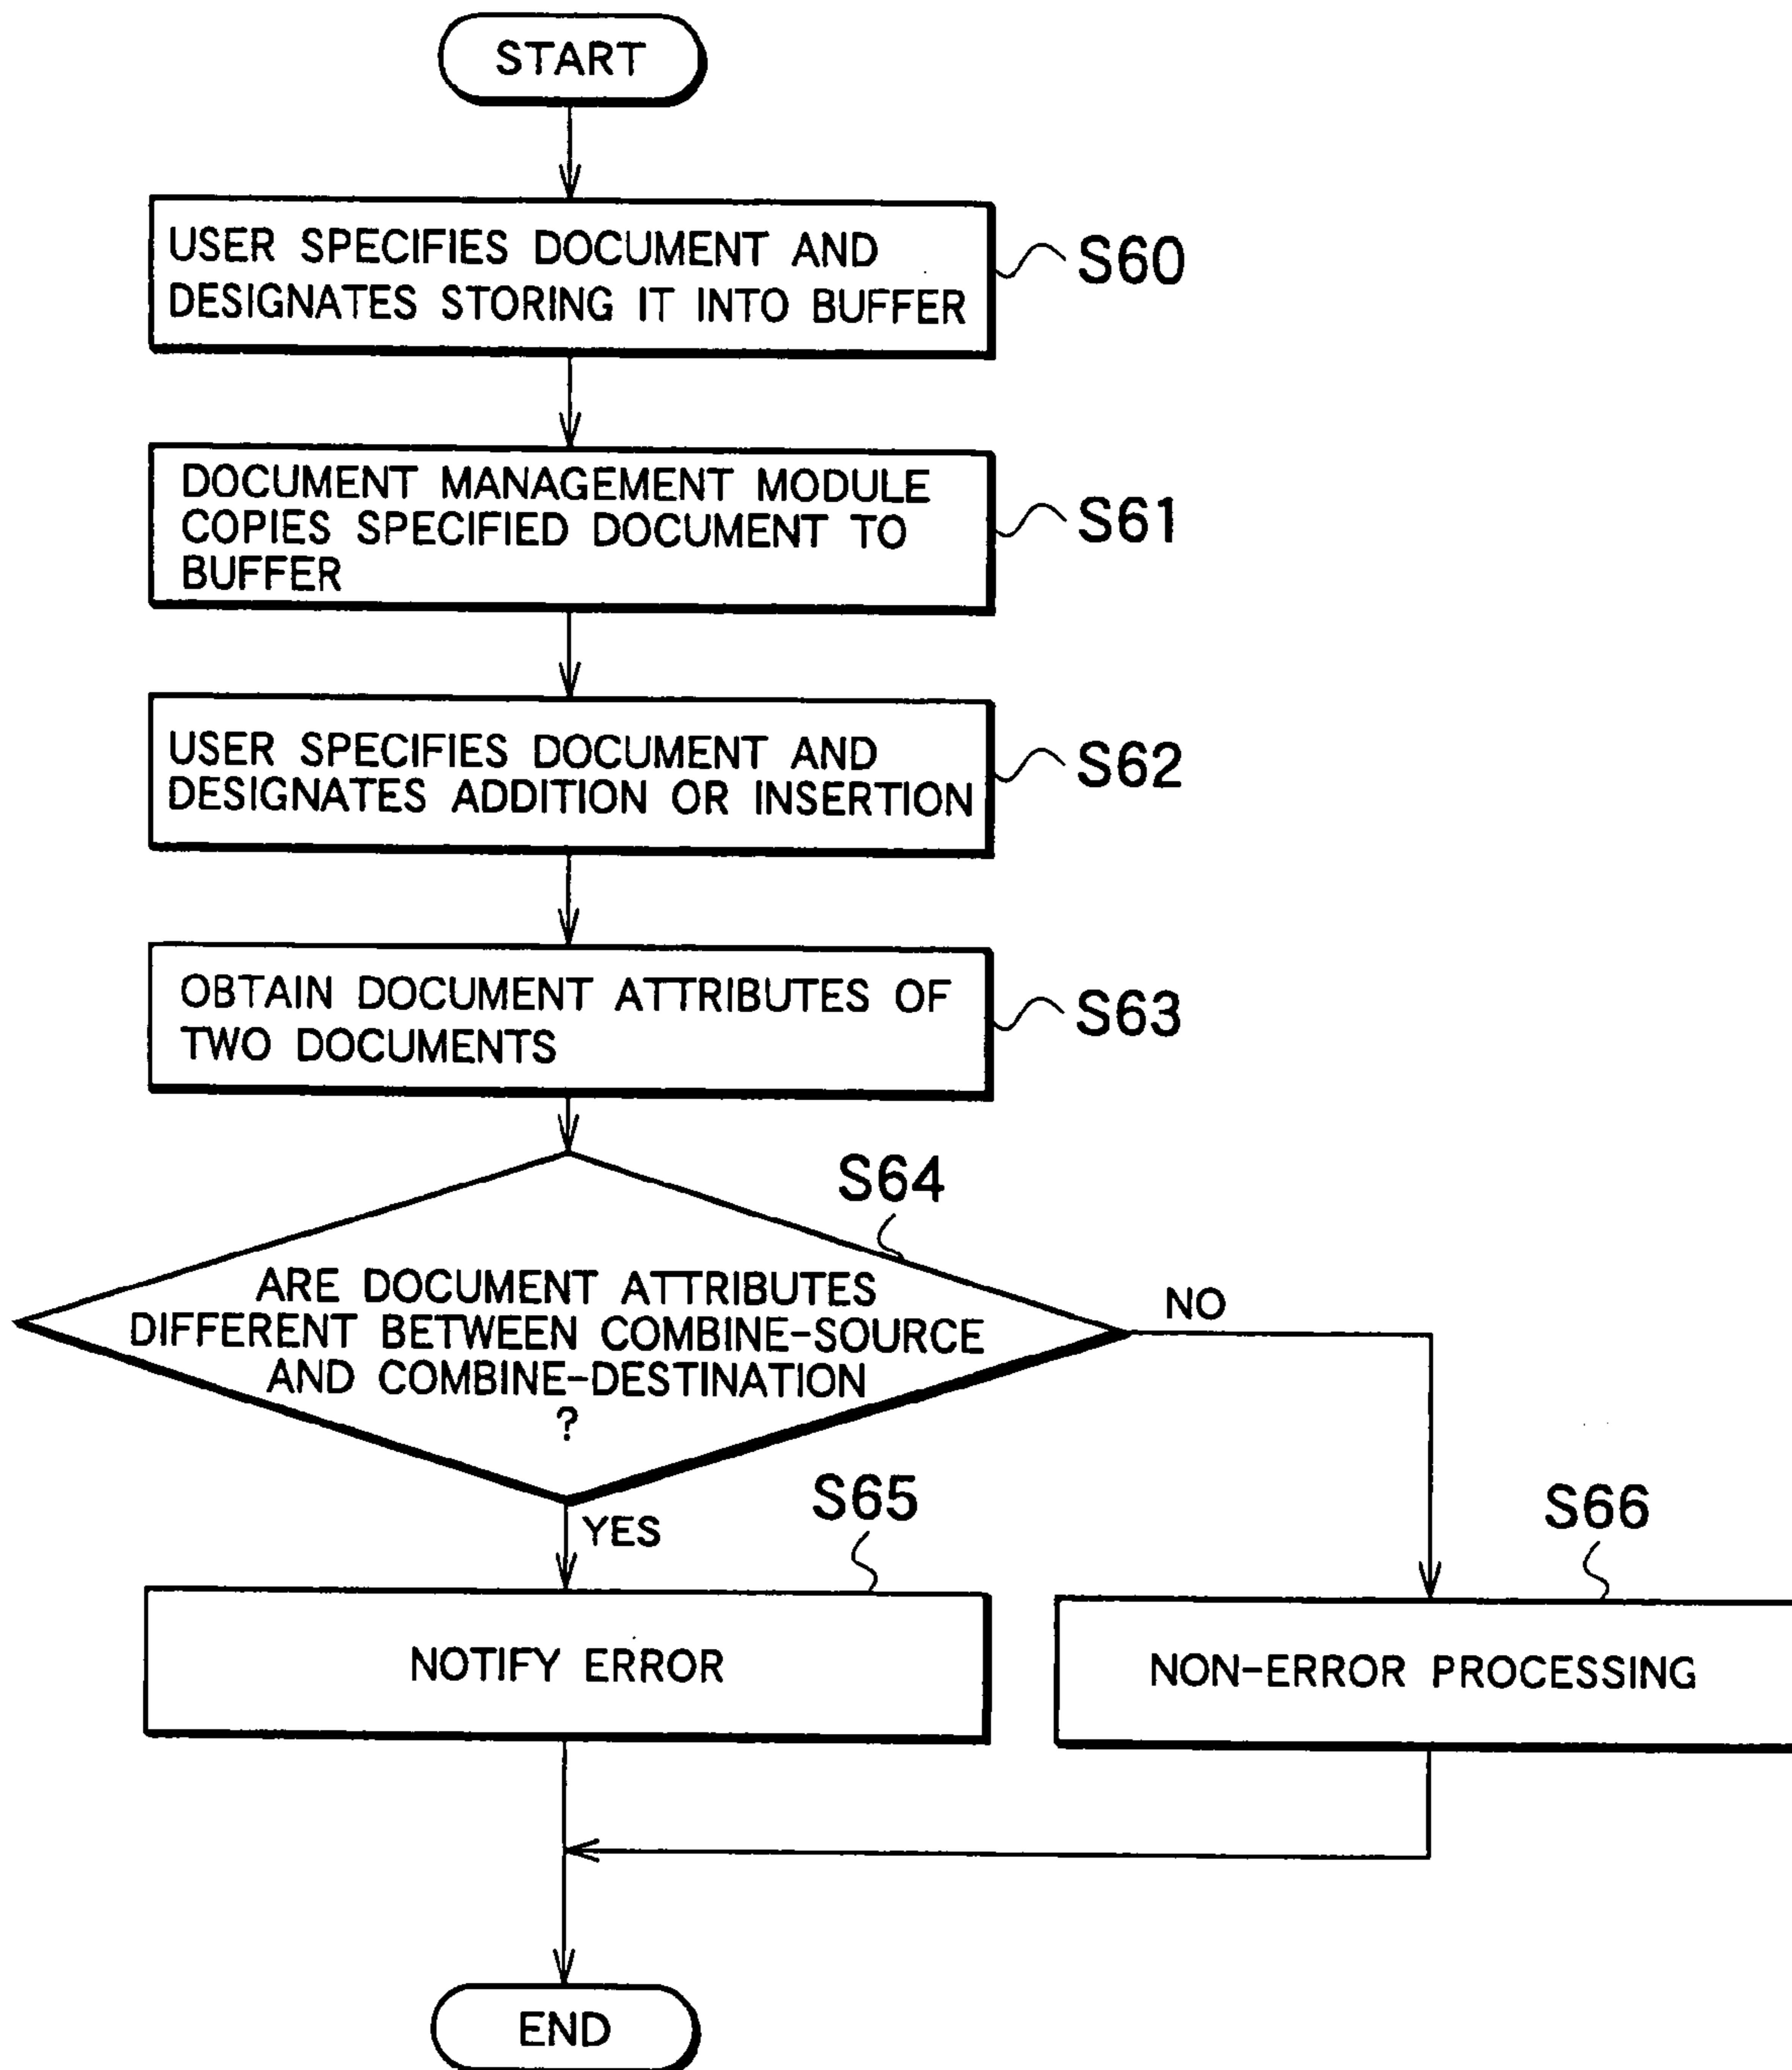 START
USER SPECIFIES DOCUMENT AND
DESIGNATES STORING IT INTO BUFFER
S60
DOCUMENT MANAGEMENT MODULE
COPIES SPECIFIED DOCUMENT TO
BUFFER
S61
USER SPECIFIES DOCUMENT AND
DESIGNATES ADDITION OR INSERTION
S62
OBTAIN DOCUMENT ATTRIBUTES OF
TWO DOCUMENTS
S63
S64
ARE DOCUMENT ATTRIBUTES
DIFFERENT BETWEEN COMBINE-SOURCE
AND COMBINE-DESTINATION
?
NO
YES
S65
NOTIFY ERROR
S66
NON-ERROR PROCESSING
END